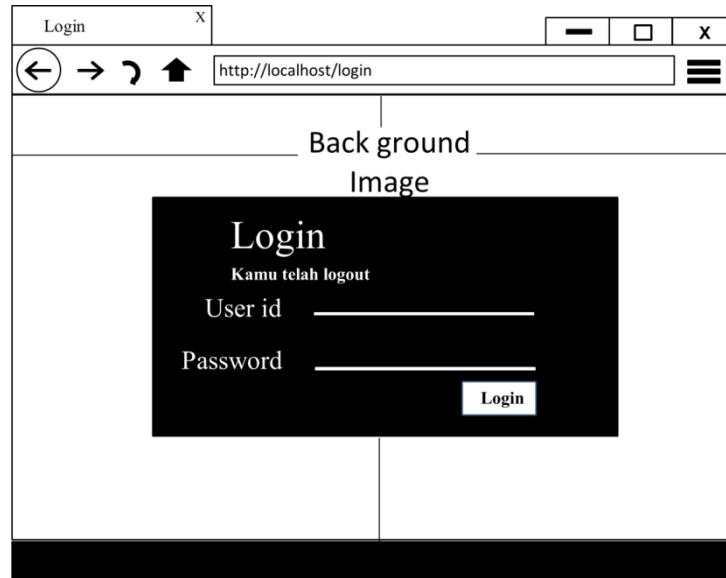 Login
X
X
http://localhost/login
Back ground
Image
Login
Kamu telah logout
User id
Password
Login